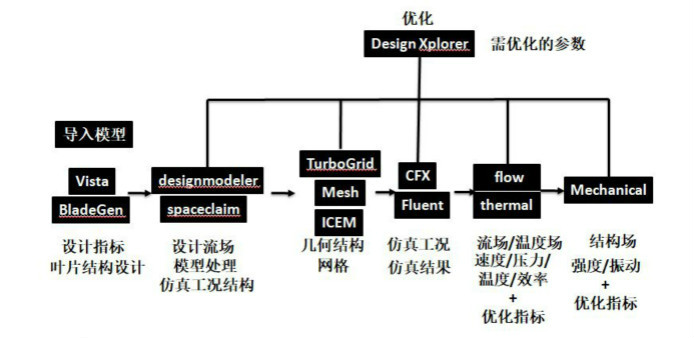 优化
Design Xplorer
需优化的参数
导入模型
Vista
BladeGen
设计指标
叶片结构设计
designmodeler
spaceclaim
设计流场
模型处理
仿真工况结构
TurboGrid
Mesh
ICEM
几何结构
网格
CFX
Fluent
仿真工况
仿真结果
flow
thermal
流场/温度场
速度/压力/
温度/效率
+
优化指标
Mechanical
结构场
强度/振动
+
优化指标